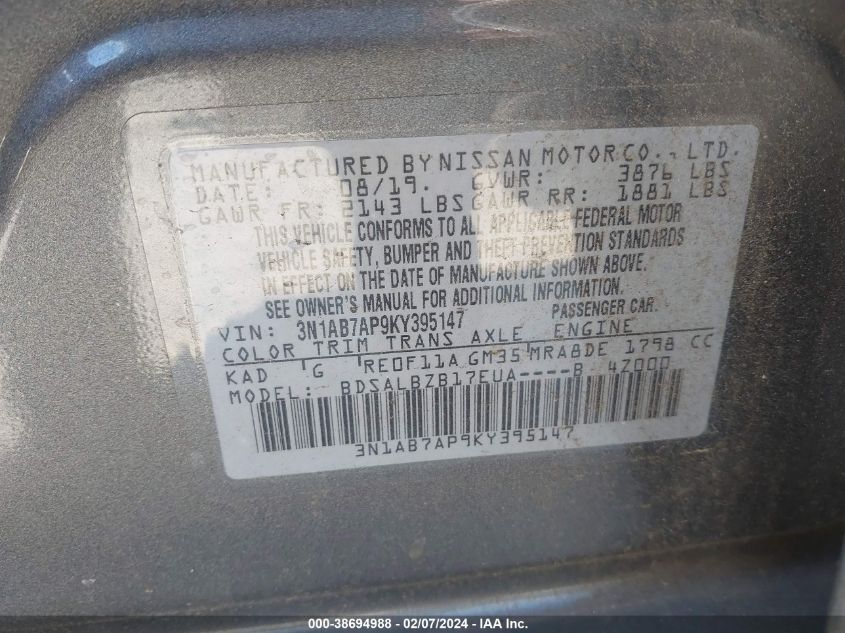 MANUFACTURED BY NISSAN MOTOR CO., LTD.
DATE: 08/19. GVWR: 3876 LBS
GAWR FR: 2143 LBS GAWR RR: 1881 LBS
THIS VEHICLE CONFORMS TO ALL APPLICABLE FEDERAL MOTOR
VEHICLE SAFETY, BUMPER AND THEFT PREVENTION STANDARDS
IN EFFECT ON THE DATE OF MANUFACTURE SHOWN ABOVE.
SEE OWNER'S MANUAL FOR ADDITIONAL INFORMATION.
VIN: 3N1AB7AP9KY395147 PASSENGER CAR.
COLOR TRIM TRANS AXLE ENGINE
KAD G RE0F11A GM35 MRA8DE 1798 CC
MODEL: BDSALBZB17EUA----B 4Z000
3N1AB7AP9KY395147
000-38694988 - 02/07/2024 - IAAI Inc.